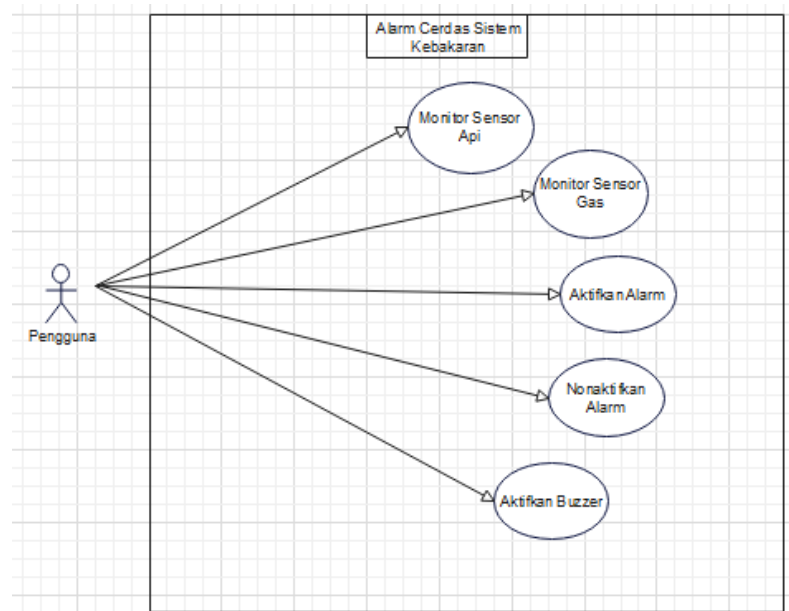 Alarm Cerdas Sistem
Kebakaran
Monitor Sensor
Api
Monitor Sensor
Gas
Aktifkan Alarm
Pengguna
Nonaktifkan
Alarm
Aktifkan Buzzer